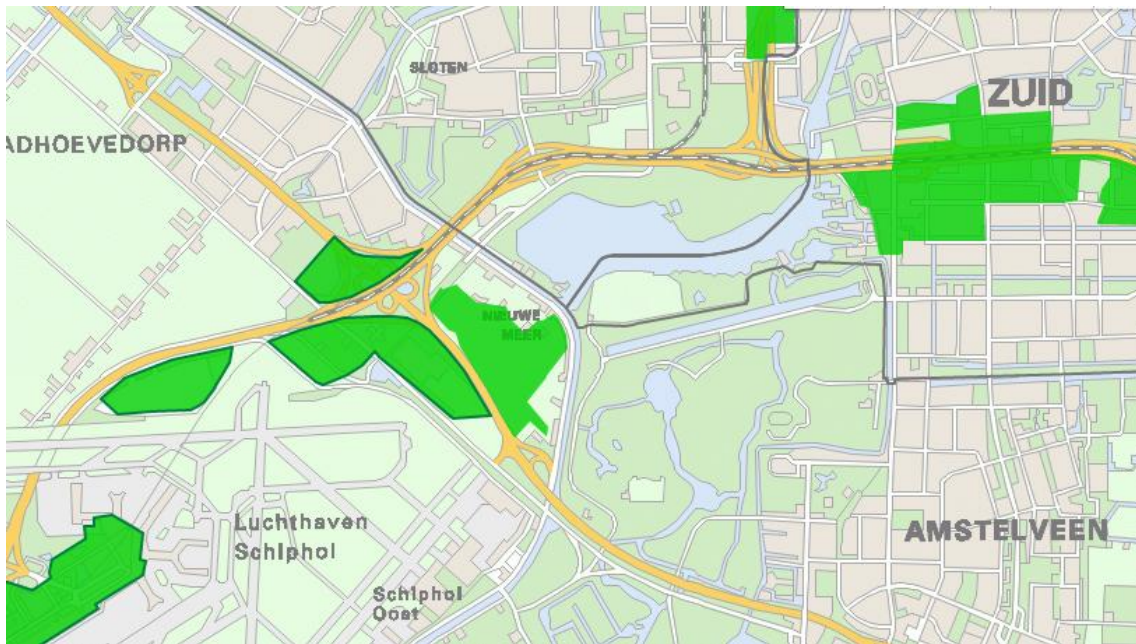 SLOTEN
ZUID
ADHOEVEDORP
NIEUWE
MEER
Luchthaven
Schiphol
AMSTELVEEN
Schiphol
Oost